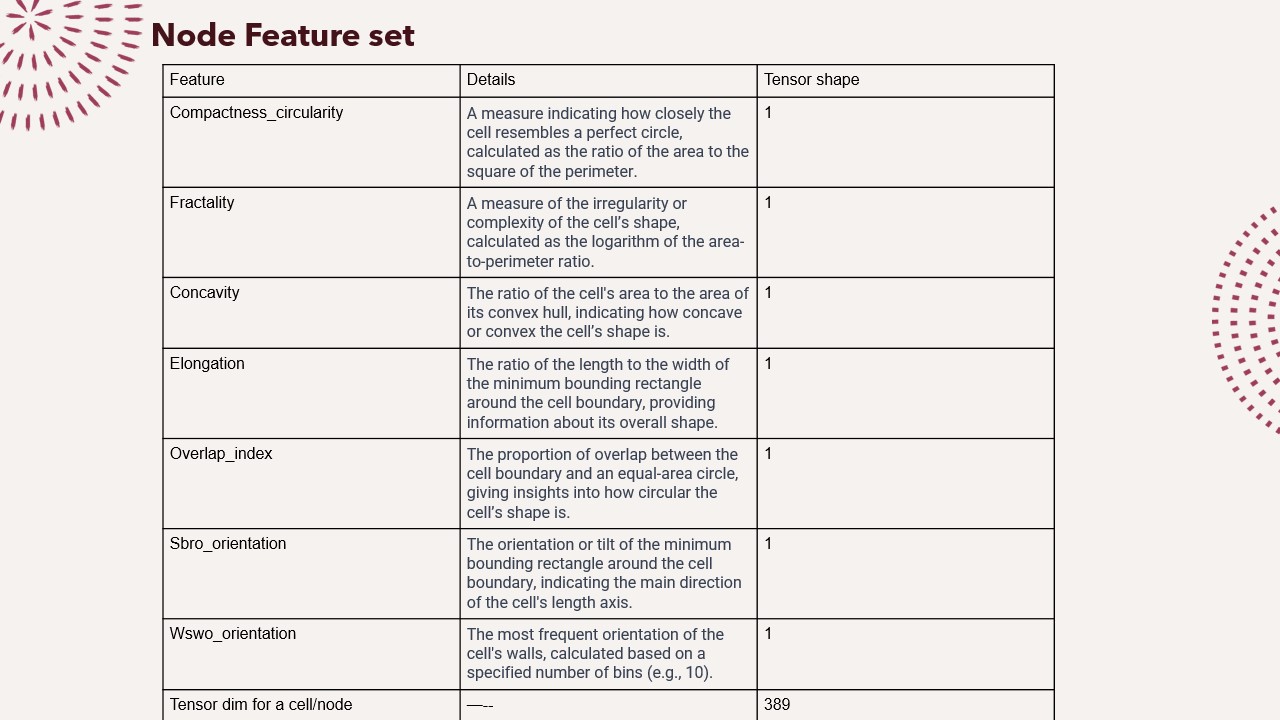 Node Feature set
Feature
Details
Tensor shape
Compactness_circularity
A measure indicating how closely the
cell resembles a perfect circle,
calculated as the ratio of the area to the
square of the perimeter.
1
Fractality
A measure of the irregularity or
complexity of the cell’s shape,
calculated as the logarithm of the area-
to-perimeter ratio.
1
Concavity
The ratio of the cell's area to the area of
its convex hull, indicating how concave
or convex the cell’s shape is.
1
Elongation
The ratio of the length to the width of
the minimum bounding rectangle
around the cell boundary, providing
information about its overall shape.
1
Overlap_index
The proportion of overlap between the
cell boundary and an equal-area circle,
giving insights into how circular the
cell’s shape is.
1
Sbro_orientation
The orientation or tilt of the minimum
bounding rectangle around the cell
boundary, indicating the main direction
of the cell's length axis.
1
Wswo_orientation
The most frequent orientation of the
cell's walls, calculated based on a
specified number of bins (e.g., 10).
1
Tensor dim for a cell/node
—--
389